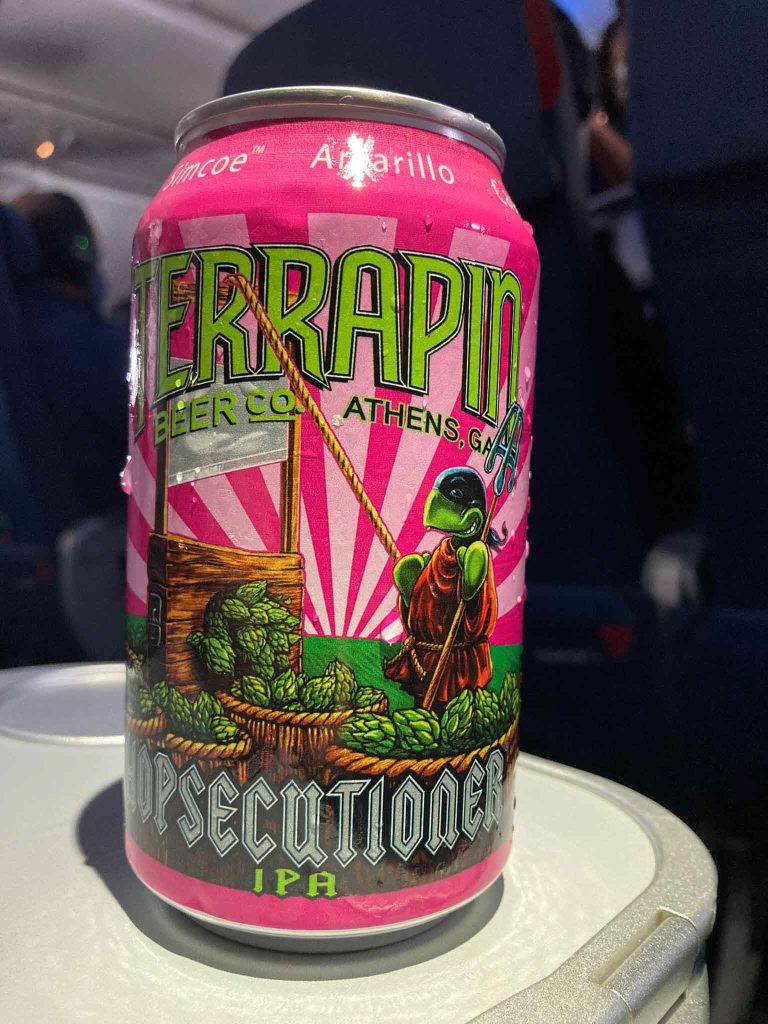 Simcoe™ Amarillo
TERRAPIN
BEER CO. ATHENS, GA
HOPSECUTIONER
IPA